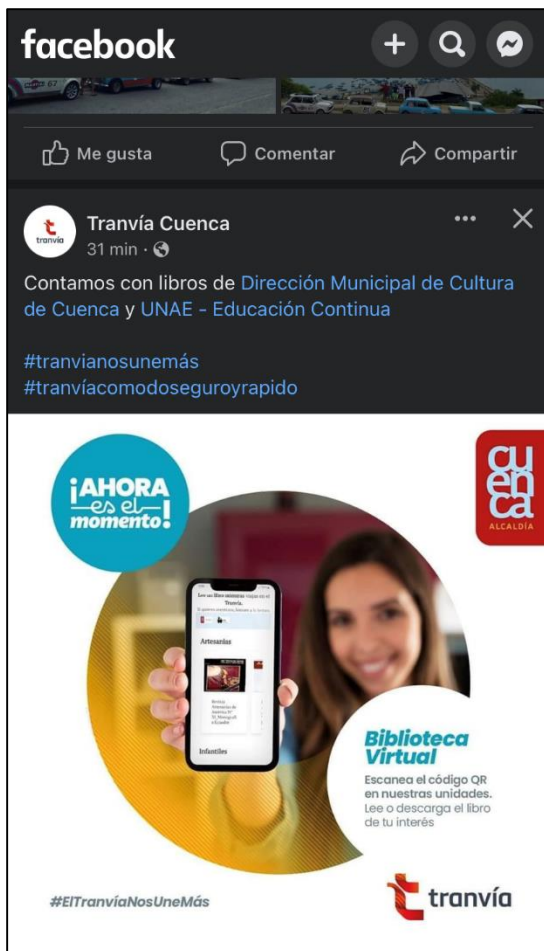 facebook
Me gusta Comentar Compartir
Tranvía Cuenca
31 min
tranvía
Contamos con libros de Dirección Municipal de Cultura
de Cuenca y UNAE - Educación Continua
#tranvianosunemás
#tranvíacomodoseguroyrapido
¡AHORA
es el
momento!
cu
en
ca
ALCALDÍA
Tranvía.
Artesanías
Infantiles
Biblioteca
Virtual
Escanea el código QR
en nuestras unidades.
Lee o descarga el libro
de tu interés
#ElTranvíaNosUneMás
tranvía